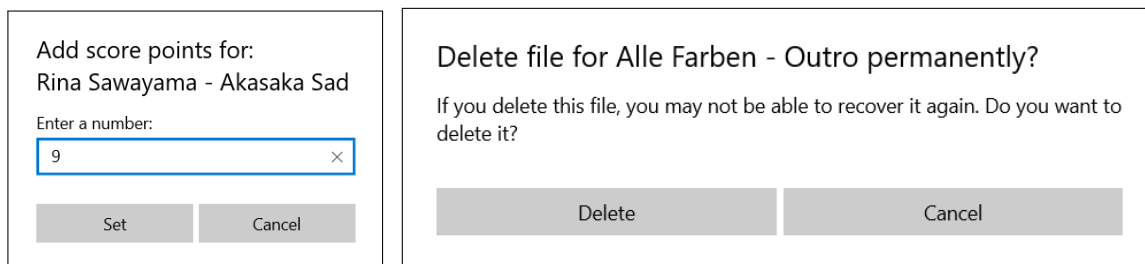 Add score points for:
Rina Sawayama - Akasaka Sad
Enter a number:
9
Set Cancel
Delete file for Alle Farben - Outro permanently?
If you delete this file, you may not be able to recover it again. Do you want to
delete it?
Delete Cancel